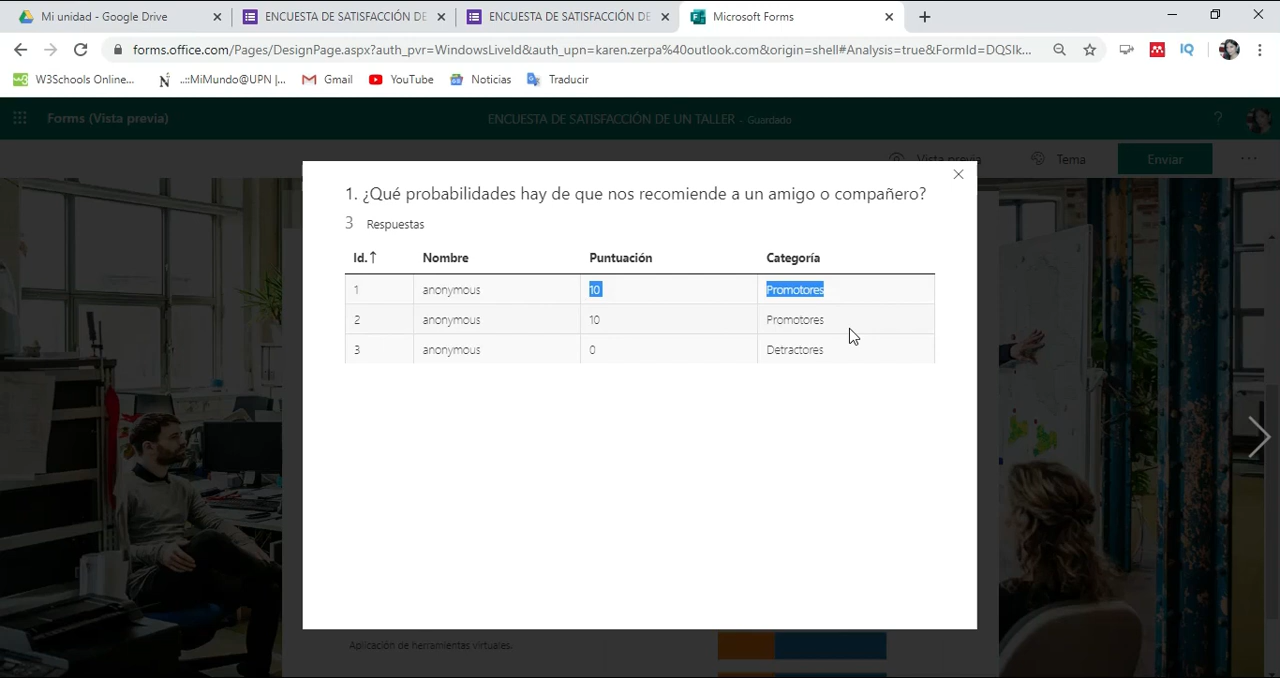 Mi unidad - Google Drive
ENCUESTA DE SATISFACCIÓN DE
ENCUESTA DE SATISFACCIÓN DE
Microsoft Forms
forms.office.com/Pages/DesignPage.aspx?auth_pvr=WindowsLiveId&auth_upn=karen.zerpa%40outlook.com&origin=shell#Analysis=true&FormId=DQSIk...
W3Schools Online...
..::MiMundo@UPN |...
Gmail
YouTube
Noticias
Traducir
Forms (Vista previa)
ENCUESTA DE SATISFACCIÓN DE UN TALLER - Guardado
?
Vista previa
Tema
Enviar
1. ¿Qué probabilidades hay de que nos recomiende a un amigo o compañero?
3 Respuestas
Id.↑ Nombre Puntuación Categoría
1 anonymous 10 Promotores
2 anonymous 10 Promotores
3 anonymous 0 Detractores
Aplicación de herramientas virtuales.